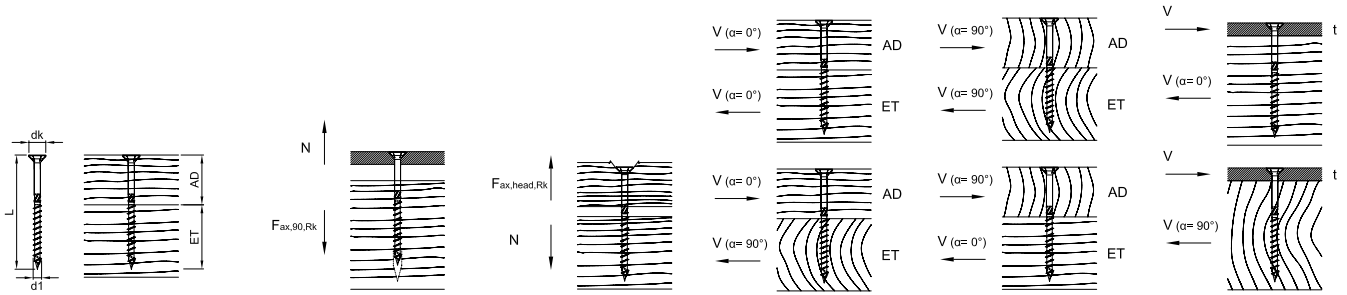 dk
L
d1
AD
ET
N
Fax,90,Rk
Fax,head,Rk
N
V (α= 0°)
AD
V (α= 0°)
ET
V (α= 90°)
AD
V (α= 90°)
ET
V
t
V (α= 0°)
V (α= 0°)
AD
V (α= 90°)
ET
V (α= 90°)
AD
V (α= 0°)
ET
V
t
V (α= 90°)